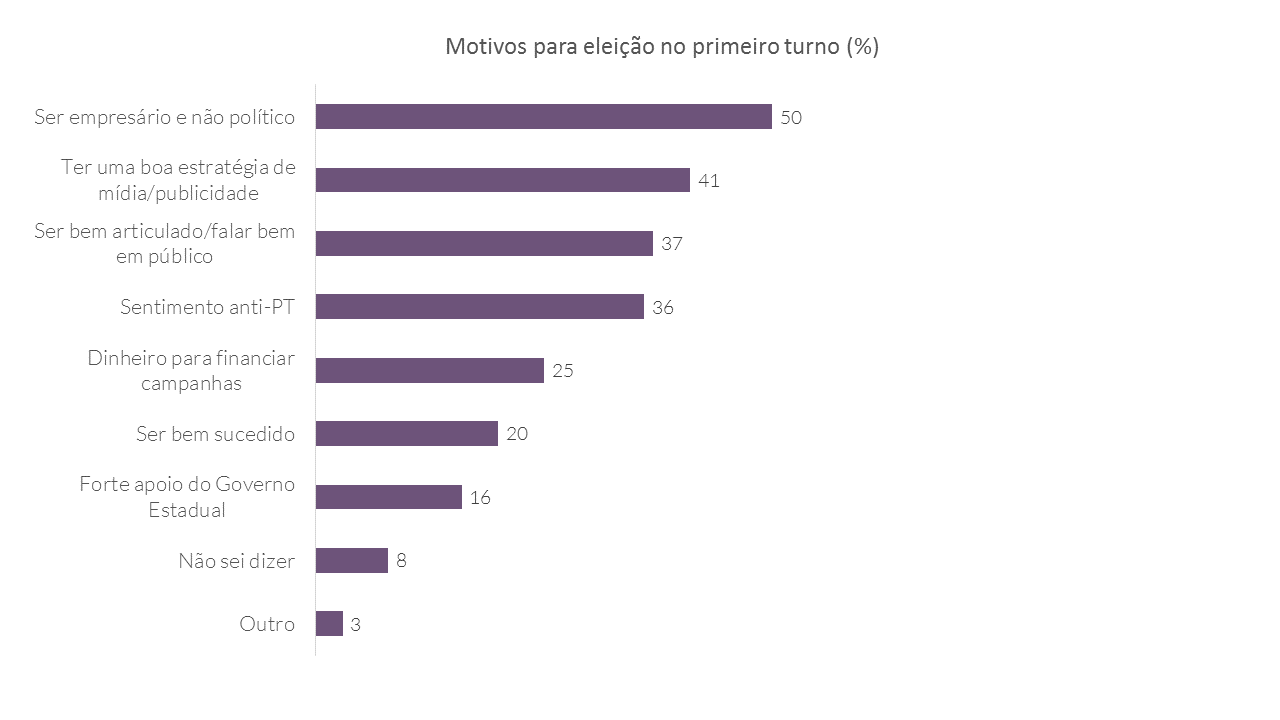 Motivos para eleição no primeiro turno (%)
Ser empresário e não político
50
Ter uma boa estratégia de
mídia/publicidade
41
Ser bem articulado/falar bem
em público
37
Sentimento anti-PT
36
Dinheiro para financiar
campanhas
25
Ser bem sucedido
20
Forte apoio do Governo
Estadual
16
Não sei dizer
8
Outro
3